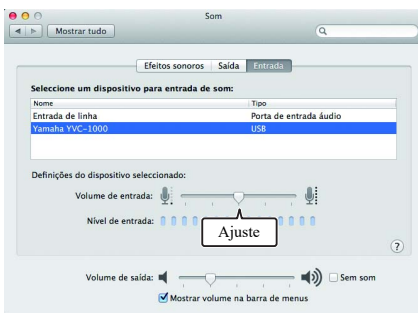 Som
Mostrar tudo
Efeitos sonoros Saída Entrada
Seleccione um dispositivo para entrada de som:
Nome Tipo
Entrada de linha Porta de entrada áudio
Yamaha YVC-1000 USB
Definições do dispositivo seleccionado:
Volume de entrada:
Nível de entrada:
Ajuste
?
Volume de saída: Sem som
Mostrar volume na barra de menus